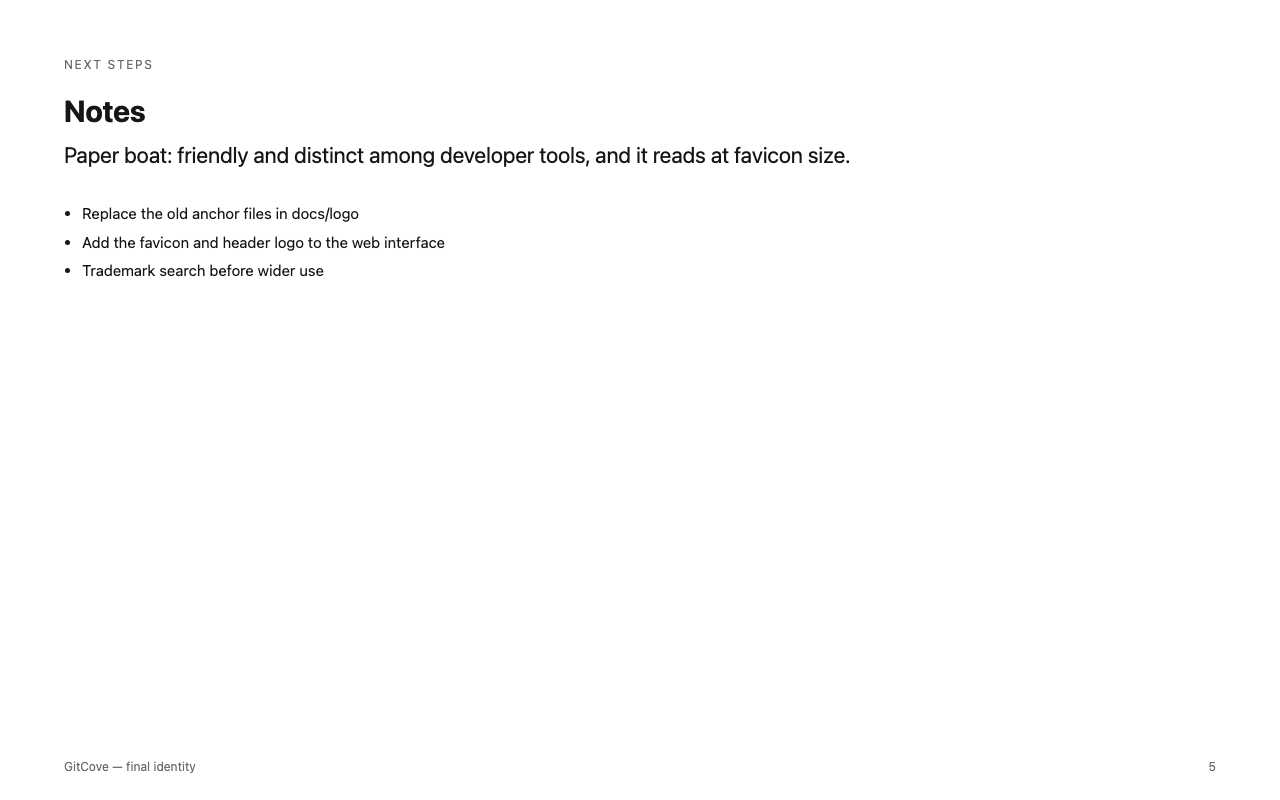 NEXT STEPS
Notes
Paper boat: friendly and distinct among developer tools, and it reads at favicon size.
• Replace the old anchor files in docs/logo
• Add the favicon and header logo to the web interface
• Trademark search before wider use
GitCove — final identity
5